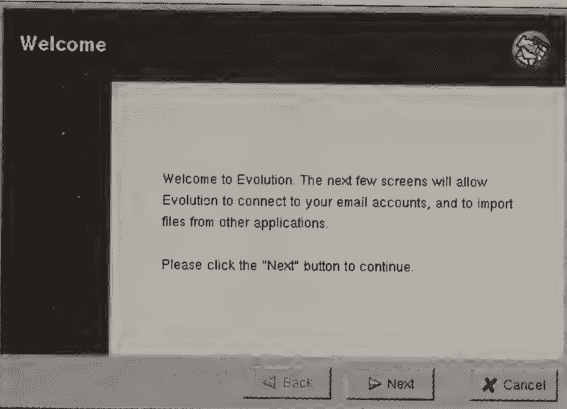 Welcome
Welcome to Evolution. The next few screens will allow
Evolution to connect to your email accounts, and to import
files from other applications.
Please click the "Next" button to continue.
Back
Next
Cancel